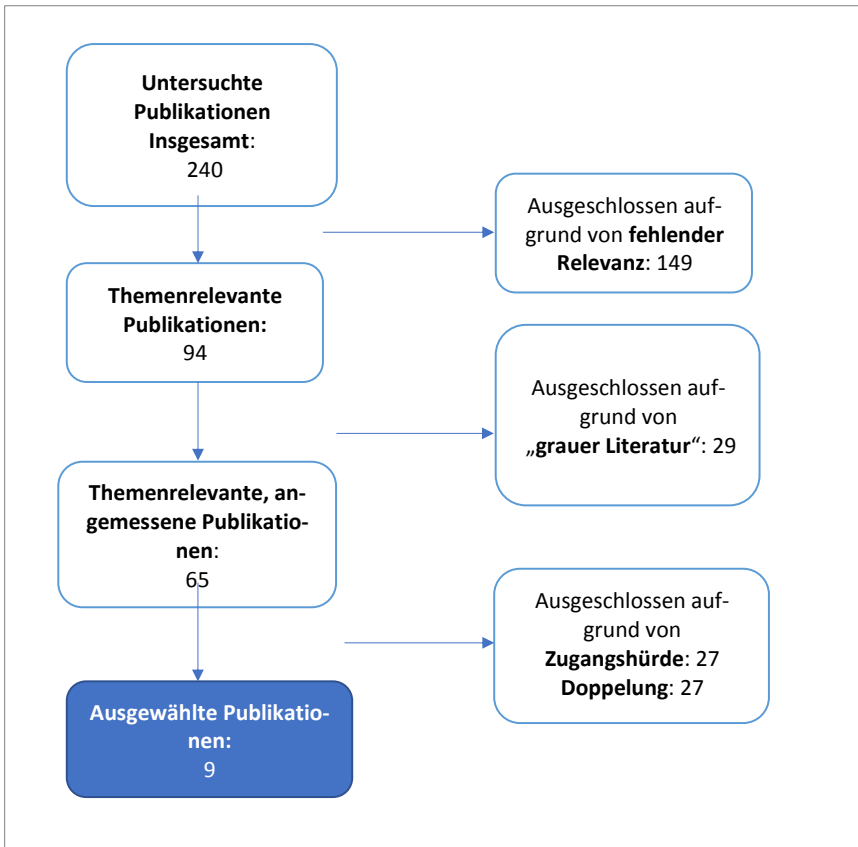 Untersuchte
Publikationen
Insgesamt:
240
Ausgeschlossen auf-
grund von fehlender
Relevanz: 149
Themenrelevante
Publikationen:
94
Ausgeschlossen auf-
grund von
„grauer Literatur“: 29
Themenrelevante, an-
gemessene Publikatio-
nen:
65
Ausgeschlossen auf-
grund von
Zugangshürde: 27
Doppelung: 27
Ausgewählte Publikatio-
nen:
9